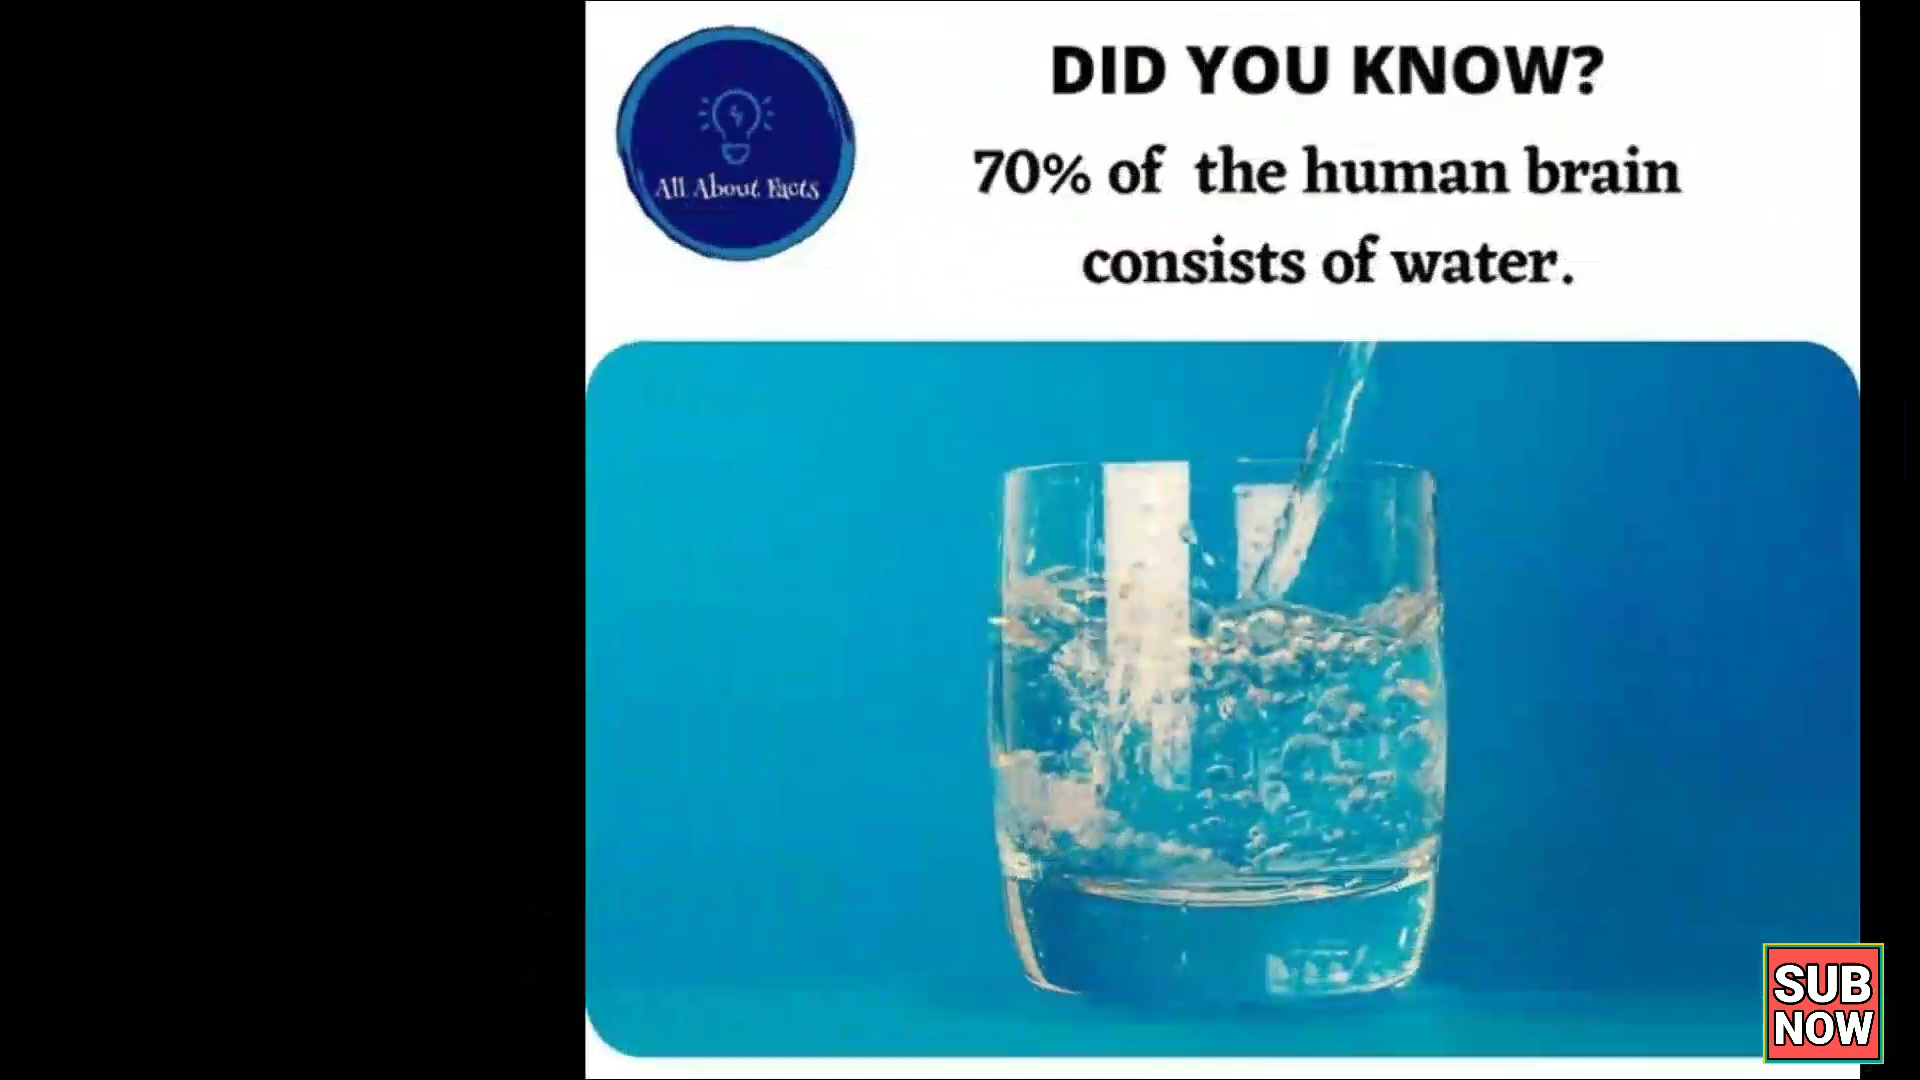 All About Facts
DID YOU KNOW?
70% of the human brain
consists of water.
SUB
NOW